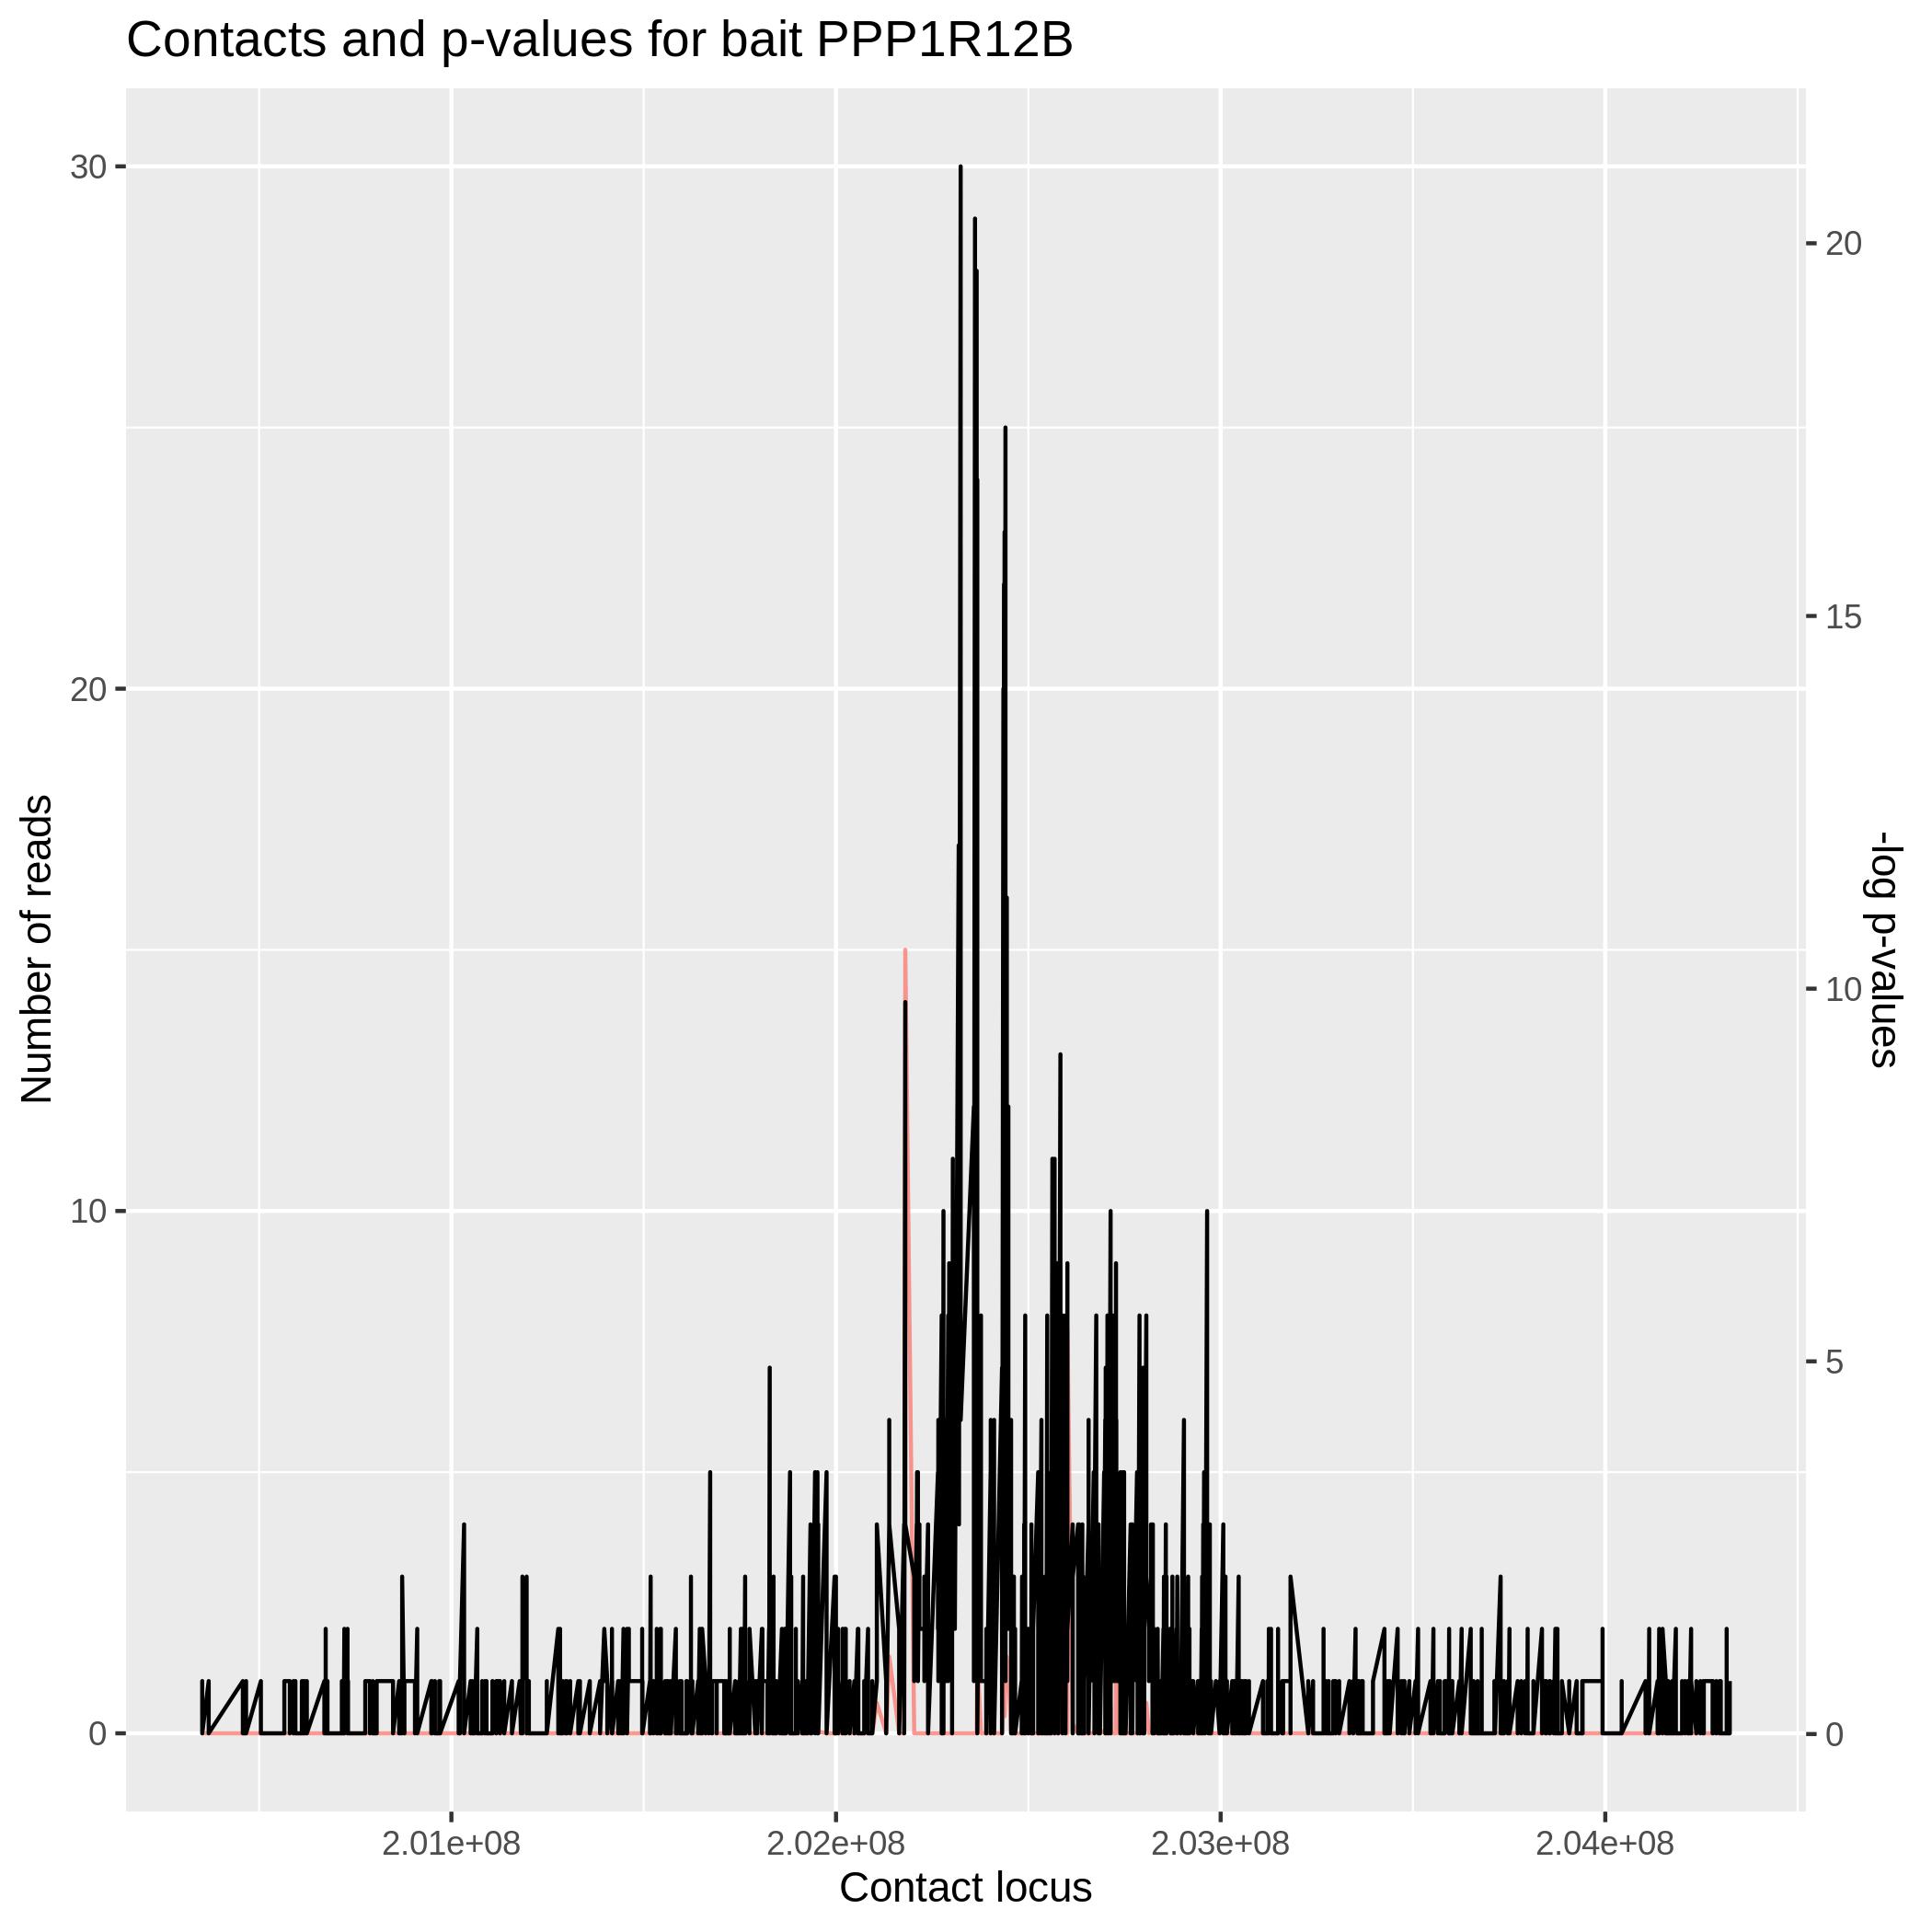 Contacts and p-values for bait PPP1R12B
30
20
10
0
Number of reads
20
15
10
5
0
-log p-values
2.01e+08
2.02e+08
2.03e+08
2.04e+08
Contact locus